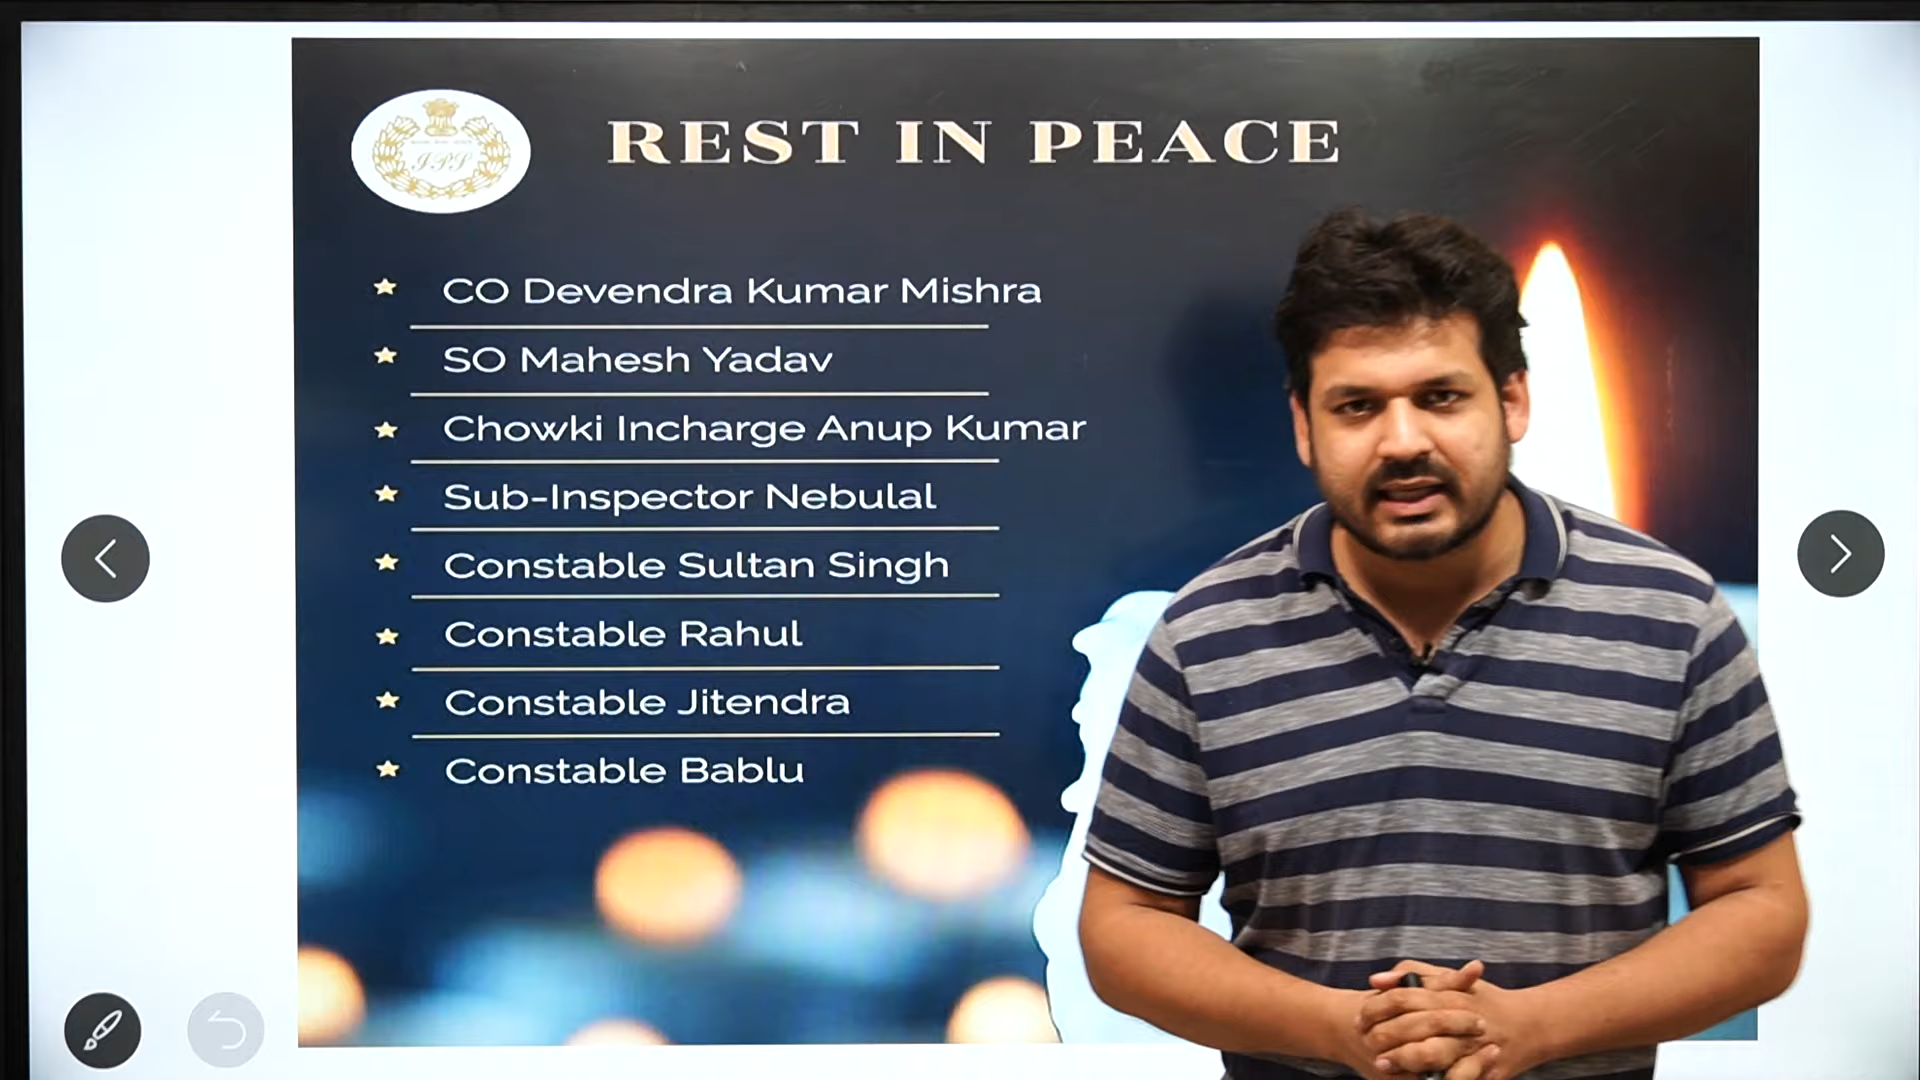 IPS
REST IN PEACE
CO Devendra Kumar Mishra
SO Mahesh Yadav
Chowki Incharge Anup Kumar
Sub-Inspector Nebulal
Constable Sultan Singh
Constable Rahul
Constable Jitendra
Constable Bablu